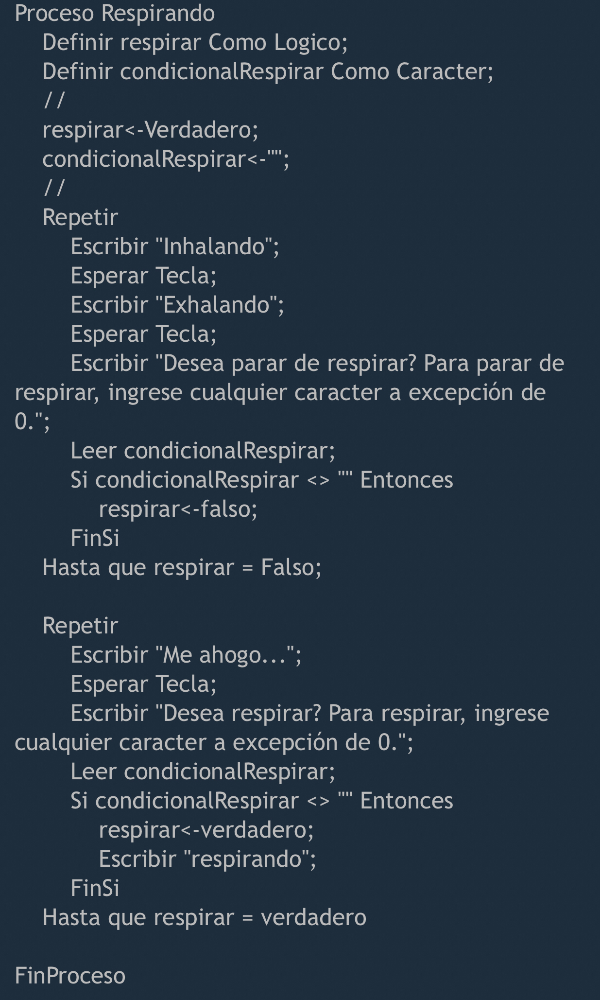 Proceso Respirando
Definir respirar Como Logico;
Definir condicionalRespirar Como Caracter;
//
respirar<-Verdadero;
condicionalRespirar<-"";
//
Repetir
Escribir "Inhalando";
Esperar Tecla;
Escribir "Exhalando";
Esperar Tecla;
Escribir "Desea parar de respirar? Para parar de
respirar, ingrese cualquier caracter a excepción de
0.";
Leer condicionalRespirar;
Si condicionalRespirar <> "" Entonces
respirar<-falso;
FinSi
Hasta que respirar = Falso;
Repetir
Escribir "Me ahogo...";
Esperar Tecla;
Escribir "Desea respirar? Para respirar, ingrese
cualquier caracter a excepción de 0.";
Leer condicionalRespirar;
Si condicionalRespirar <> "" Entonces
respirar<-verdadero;
Escribir "respirando";
FinSi
Hasta que respirar = verdadero
FinProceso